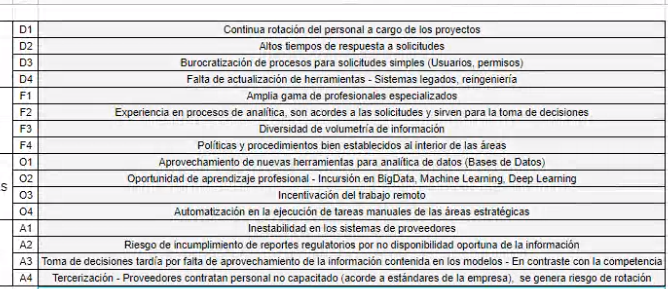 D1 Continua rotación del personal a cargo de los proyectos
D2 Altos tiempos de respuesta a solicitudes
D3 Burocratización de procesos para solicitudes simples (Usuarios, permisos)
D4 Falta de actualización de herramientas - Sistemas legados, reingeniería
F1 Amplia gama de profesionales especializados
F2 Experiencia en procesos de analítica, son acordes a las solicitudes y sirven para la toma de decisiones
F3 Diversidad de volumetría de información
F4 Políticas y procedimientos bien establecidos al interior de las áreas
O1 Aprovechamiento de nuevas herramientas para analítica de datos (Bases de Datos)
S
O2 Oportunidad de aprendizaje profesional - Incursión en BigData, Machine Learning, Deep Learning
O3 Incentivación del trabajo remoto
O4 Automatización en la ejecución de tareas manuales de las áreas estratégicas
A1 Inestabilidad en los sistemas de proveedores
A2 Riesgo de incumplimiento de reportes regulatorios por no disponibilidad oportuna de la información
A3 Toma de decisiones tardía por falta de aprovechamiento de la información contenida en los modelos - En contraste con la competencia
A4 Tercerización - Proveedores contratan personal no capacitado (acorde a estándares de la empresa), se genera riesgo de rotación